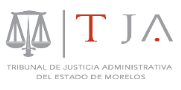 TJA
TRIBUNAL DE JUSTICIA ADMINISTRATIVA
DEL ESTADO DE MORELOS